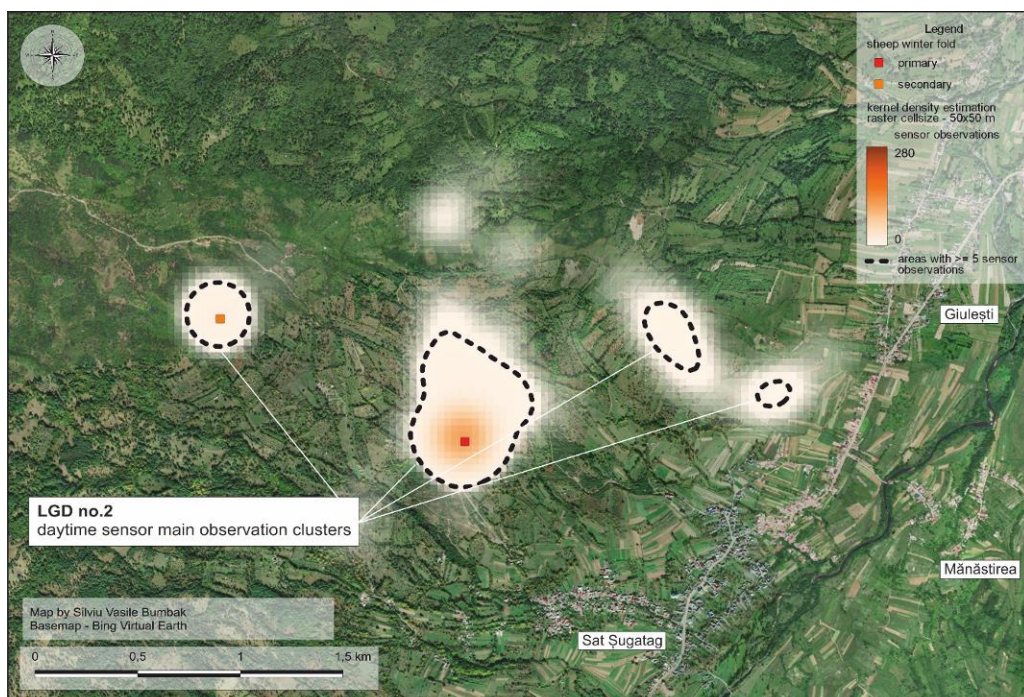 Legend
sheep winter fold
primary
secondary
kernel density estimation
raster cellsize - 50x50 m
sensor observations
280
0
areas with >= 5 sensor
observations
Giulești
LGD no.2
daytime sensor main observation clusters
Mănăstirea
Map by Silviu Vasile Bumbak
Basemap - Bing Virtual Earth
Sat Șugatag
0 0,5 1 1,5 km